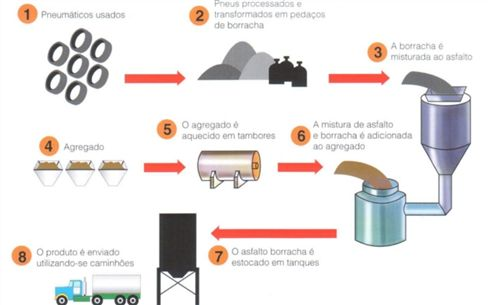 1 Pneumáticos usados
2 Pneus processados e
transformados em pedaços
de borracha
3 A borracha é
misturada ao asfalto
4 Agregado
5 O agregado é
aquecido em tambores
6 A mistura de asfalto
e borracha é adicionada
ao agregado
7 O asfalto borracha é
estocado em tanques
8 O produto é enviado
utilizando-se caminhões